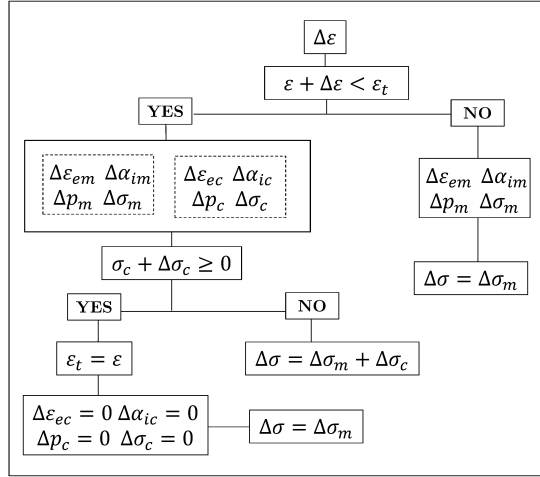 Δε
ε + Δε < ε_t
YES
NO
Δε_em Δα_im
Δp_m Δσ_m
Δε_ec Δα_ic
Δp_c Δσ_c
Δε_em Δα_im
Δp_m Δσ_m
σ_c + Δσ_c ≥ 0
Δσ = Δσ_m
YES
NO
ε_t = ε
Δσ = Δσ_m + Δσ_c
Δε_ec = 0 Δα_ic = 0
Δp_c = 0 Δσ_c = 0
Δσ = Δσ_m